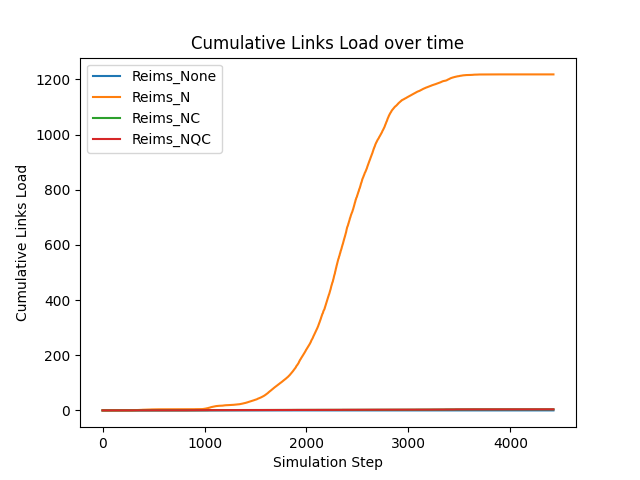 Cumulative Links Load over time
Reims_None
Reims_N
Reims_NC
Reims_NQC
Cumulative Links Load
1200
1000
800
600
400
200
0
0 1000 2000 3000 4000
Simulation Step